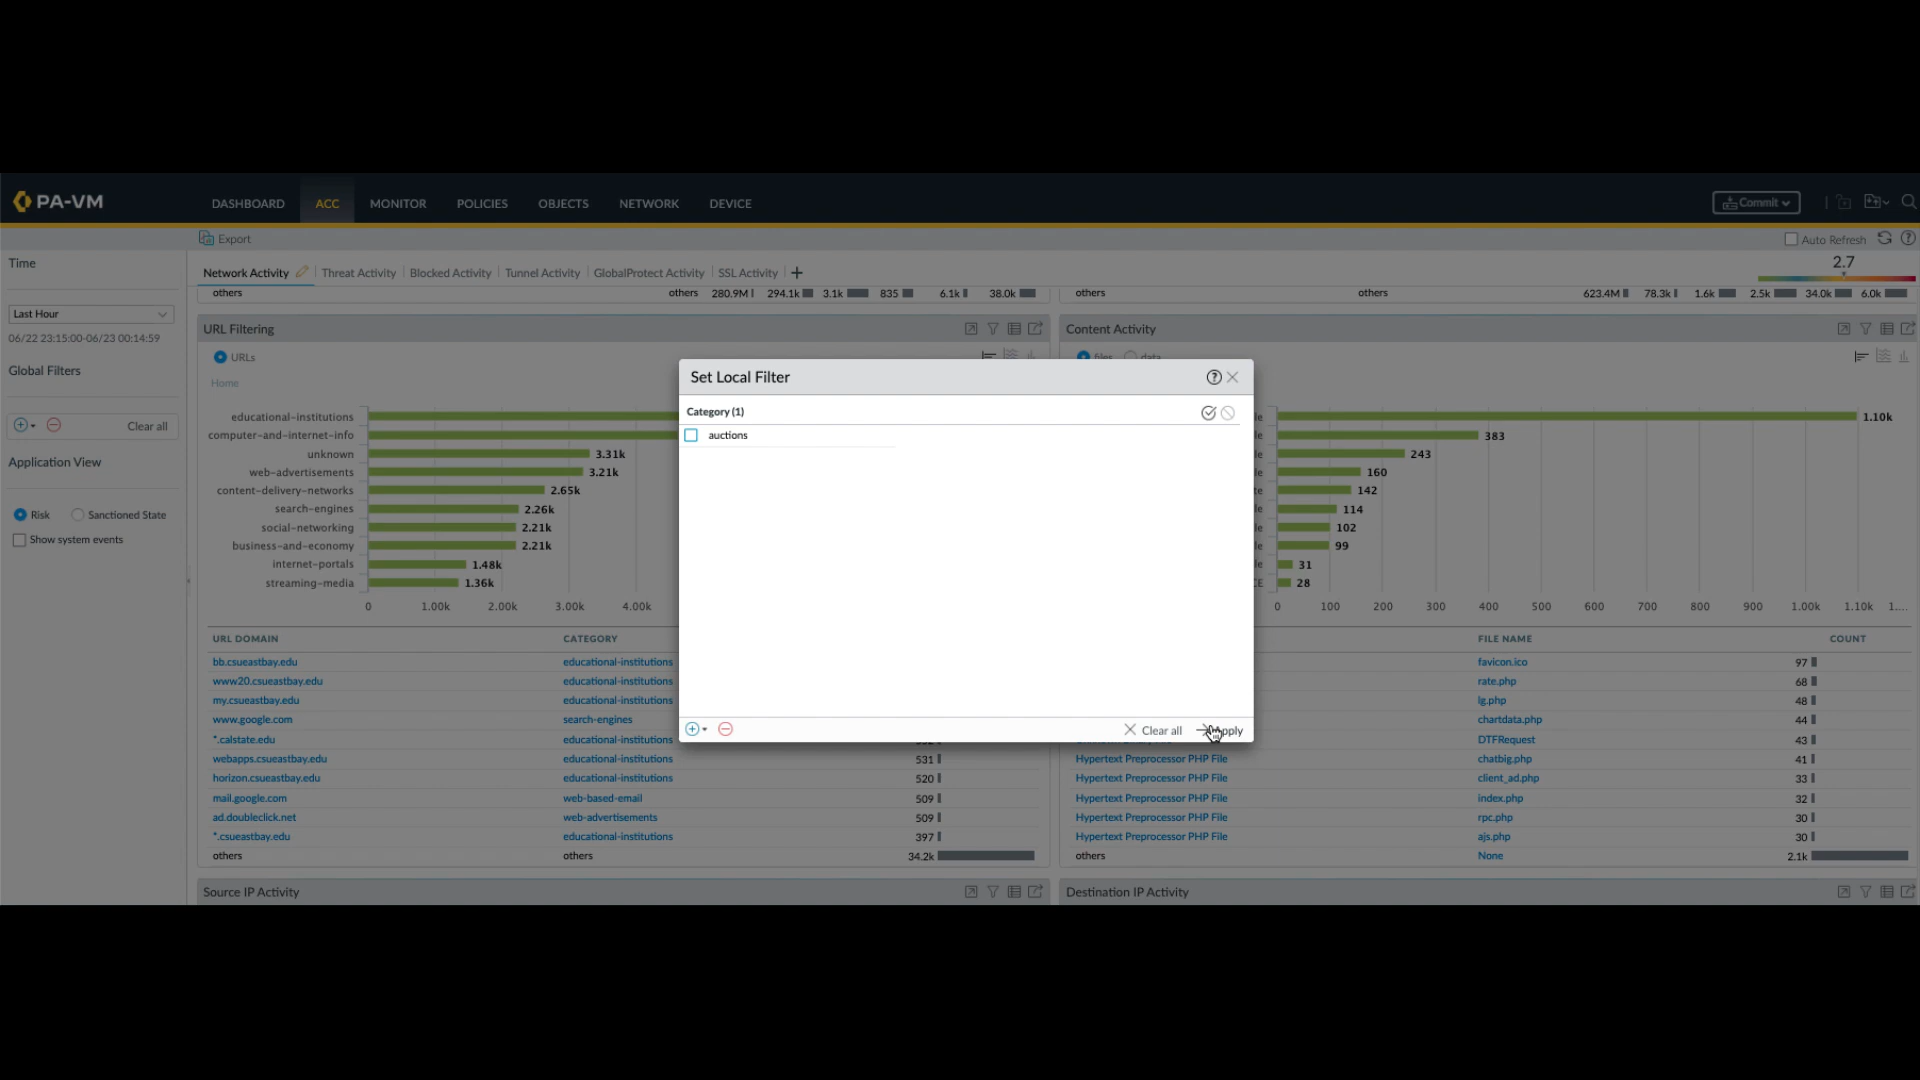 PA-VM
DASHBOARD ACC MONITOR POLICIES OBJECTS NETWORK DEVICE
Commit
Export
Auto Refresh
Time
Network Activity Threat Activity Blocked Activity Tunnel Activity GlobalProtect Activity SSL Activity
2.7
others others 280.9M 294.1k 3.1k 835 6.1k 38.0k
others others 623.4M 78.3k 1.6k 2.5k 34.0k 6.0k
Last Hour
06/22 23:15:00-06/23 00:14:59
Global Filters
Clear all
Application View
Risk Sanctioned State
Show system events
URL Filtering
URLs
Home
educational-institutions
computer-and-internet-info
unknown 3.31k
web-advertisements 3.21k
content-delivery-networks 2.65k
search-engines 2.26k
social-networking 2.21k
business-and-economy 2.21k
internet-portals 1.48k
streaming-media 1.36k
0 1.00k 2.00k 3.00k 4.00k
URL DOMAIN CATEGORY
bb.csueastbay.edu educational-institutions
www20.csueastbay.edu educational-institutions
my.csueastbay.edu educational-institutions
www.google.com search-engines
*.calstate.edu educational-institutions
webapps.csueastbay.edu educational-institutions 531
horizon.csueastbay.edu educational-institutions 520
mail.google.com web-based-email 509
ad.doubleclick.net web-advertisements 509
*.csueastbay.edu educational-institutions 397
others others 34.2k
Source IP Activity
Set Local Filter
Category (1)
auctions
Clear all
Content Activity
files data
1.10k
383
243
160
142
114
102
99
31
28
0 100 200 300 400 500 600 700 800 900 1.00k 1.10k 1....
FILE NAME COUNT
favicon.ico 97
rate.php 68
lg.php 48
chartdata.php 44
DTFRequest 43
Hypertext Preprocessor PHP File chatbig.php 41
Hypertext Preprocessor PHP File client_ad.php 33
Hypertext Preprocessor PHP File index.php 32
Hypertext Preprocessor PHP File rpc.php 30
Hypertext Preprocessor PHP File ajs.php 30
others None 2.1k
Destination IP Activity